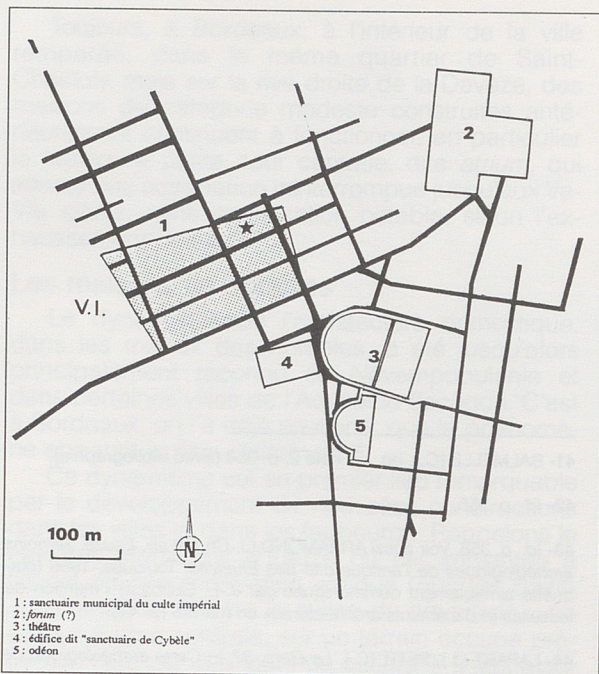 1
2
V.I.
3
4
5
100 m
N
1 : sanctuaire municipal du culte impérial
2 : forum (?)
3 : théâtre
4 : édifice dit "sanctuaire de Cybèle"
5 : odéon